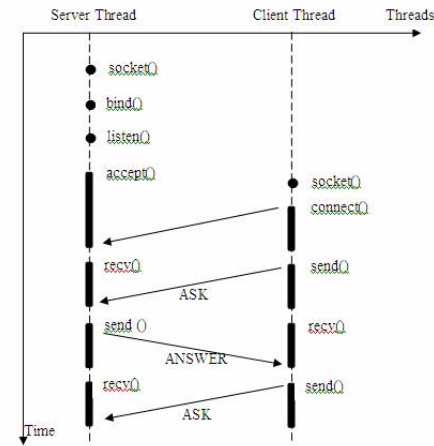 Server Thread Client Thread Threads
socket()
bind()
listen()
accept()
socket()
connect()
recv()
send()
ASK
send ()
recv()
ANSWER
recv()
send()
ASK
Time